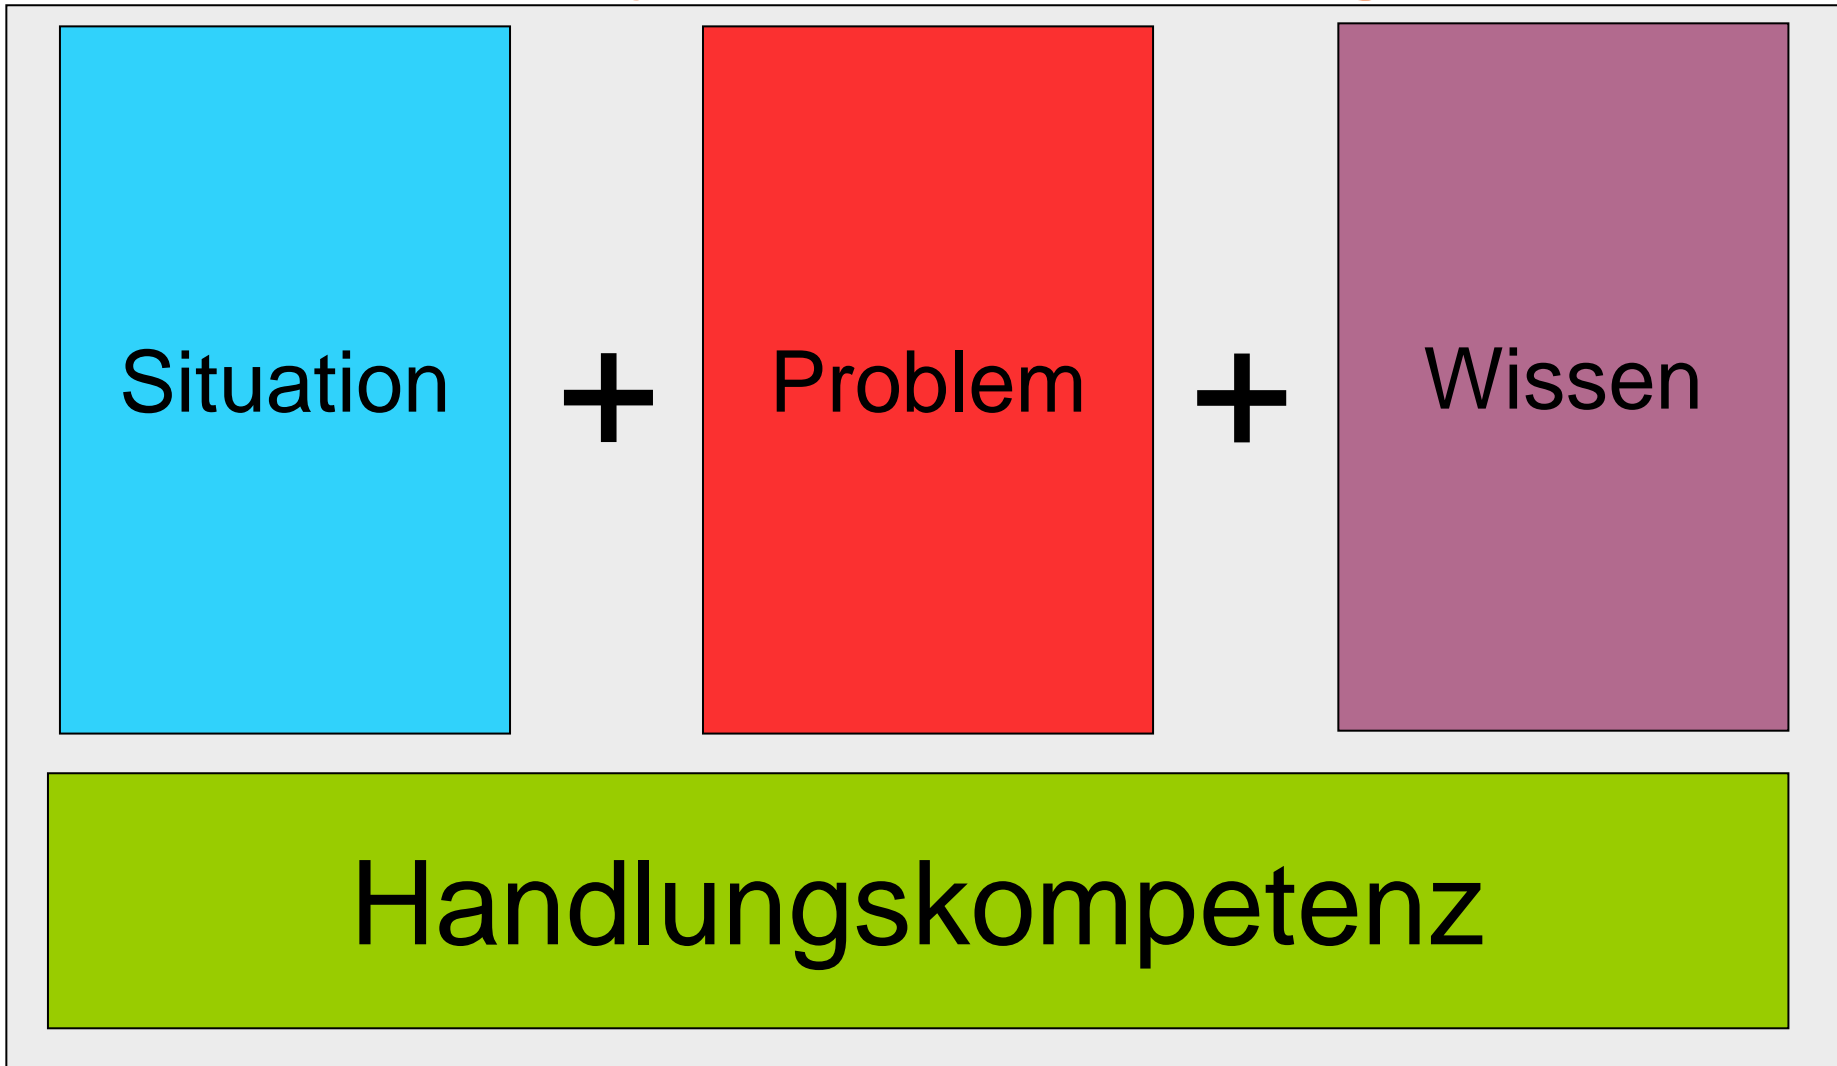 Situation + Problem + Wissen
Handlungskompetenz